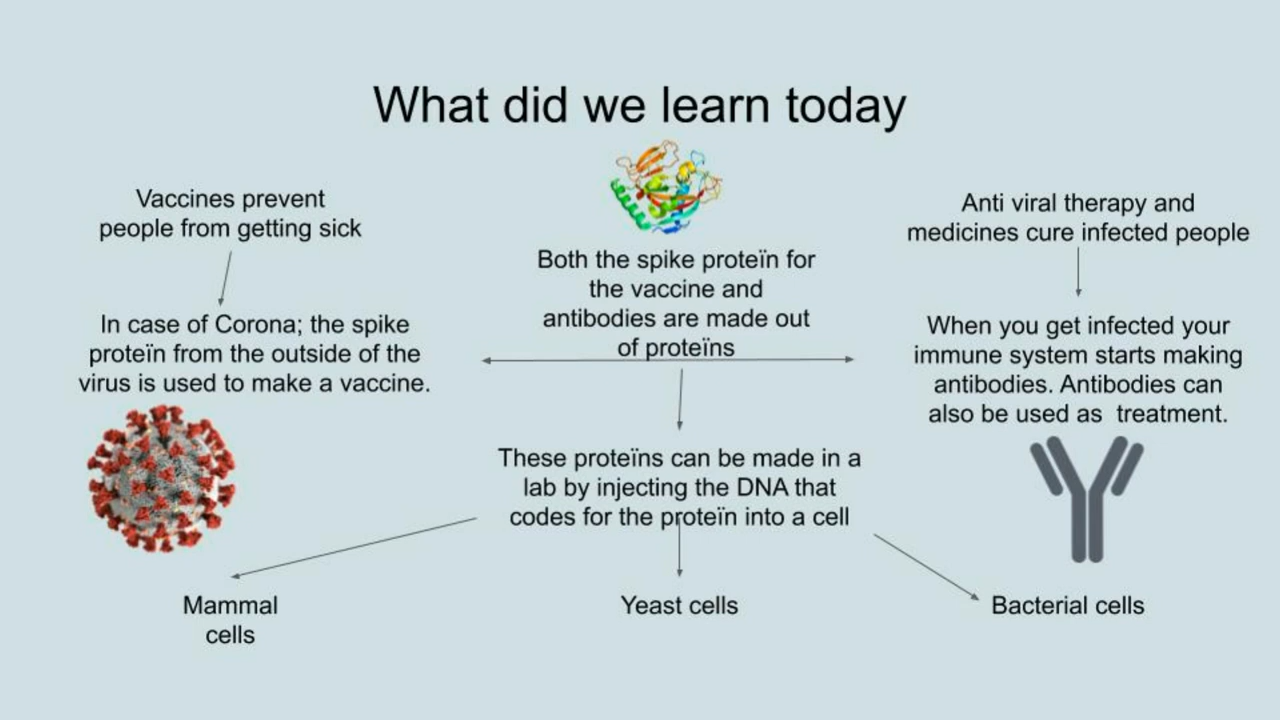 What did we learn today
Vaccines prevent
people from getting sick
In case of Corona; the spike
proteïn from the outside of the
virus is used to make a vaccine.
Both the spike proteïn for
the vaccine and
antibodies are made out
of proteïns
Anti viral therapy and
medicines cure infected people
When you get infected your
immune system starts making
antibodies. Antibodies can
also be used as  treatment.
These proteïns can be made in a
lab by injecting the DNA that
codes for the proteïn into a cell
Mammal
cells
Yeast cells
Bacterial cells